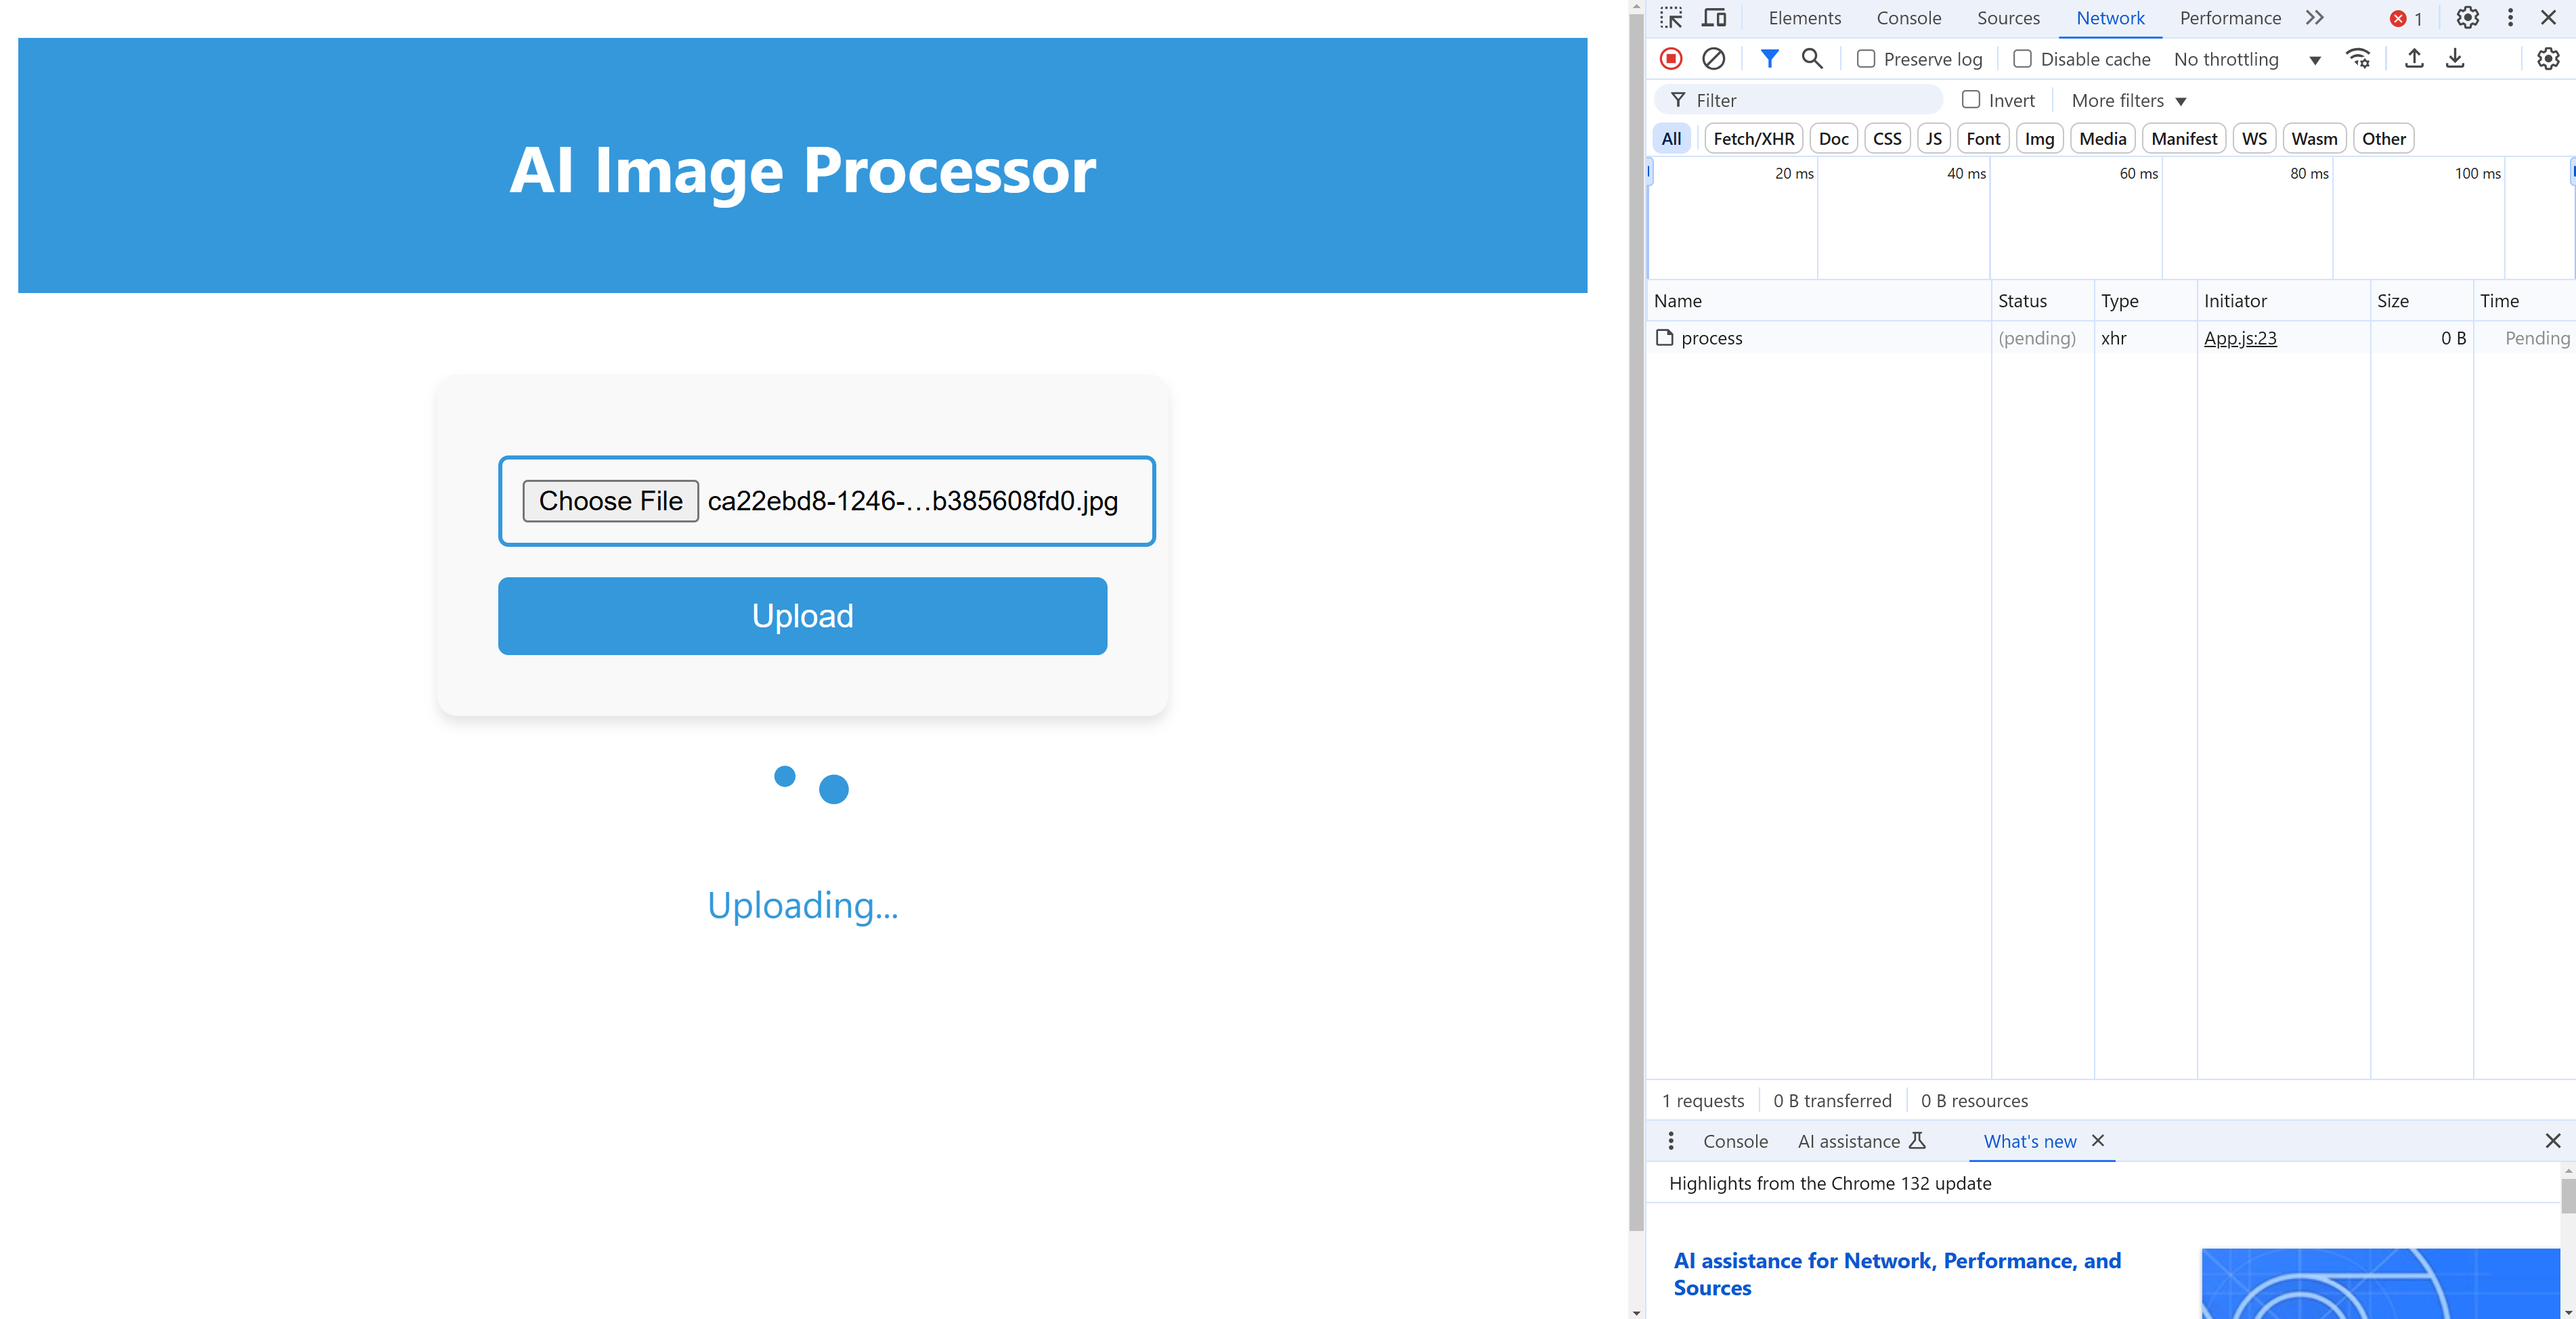 AI Image Processor
Choose File ca22ebd8-1246-...b385608fd0.jpg
Upload
Uploading...
Elements Console Sources Network Performance 1
Preserve log Disable cache No throttling
Filter Invert More filters
All Fetch/XHR Doc CSS JS Font Img Media Manifest WS Wasm Other
20 ms 40 ms 60 ms 80 ms 100 ms
Name Status Type Initiator Size Time
process (pending) xhr App.js:23 0 B Pending
1 requests 0 B transferred 0 B resources
Console AI assistance What's new
Highlights from the Chrome 132 update
AI assistance for Network, Performance, and
Sources